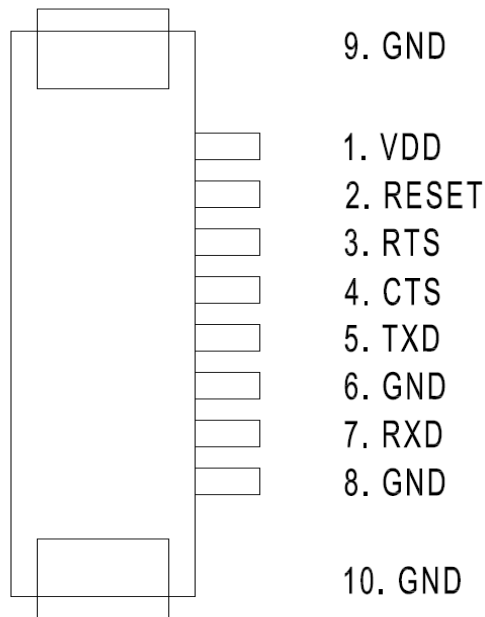 9. GND
1. VDD
2. RESET
3. RTS
4. CTS
5. TXD
6. GND
7. RXD
8. GND
10. GND